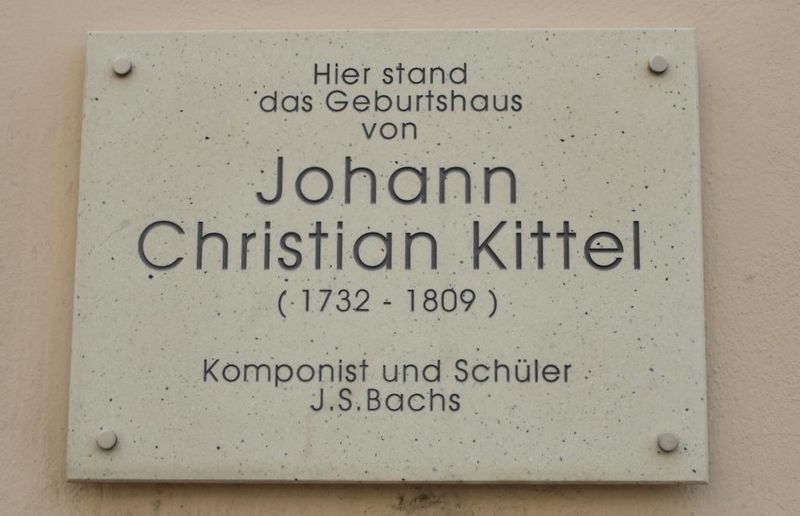 Hier stand
das Geburtshaus
von
Johann
Christian Kittel
( 1732 - 1809 )
Komponist und Schüler
J.S.Bachs